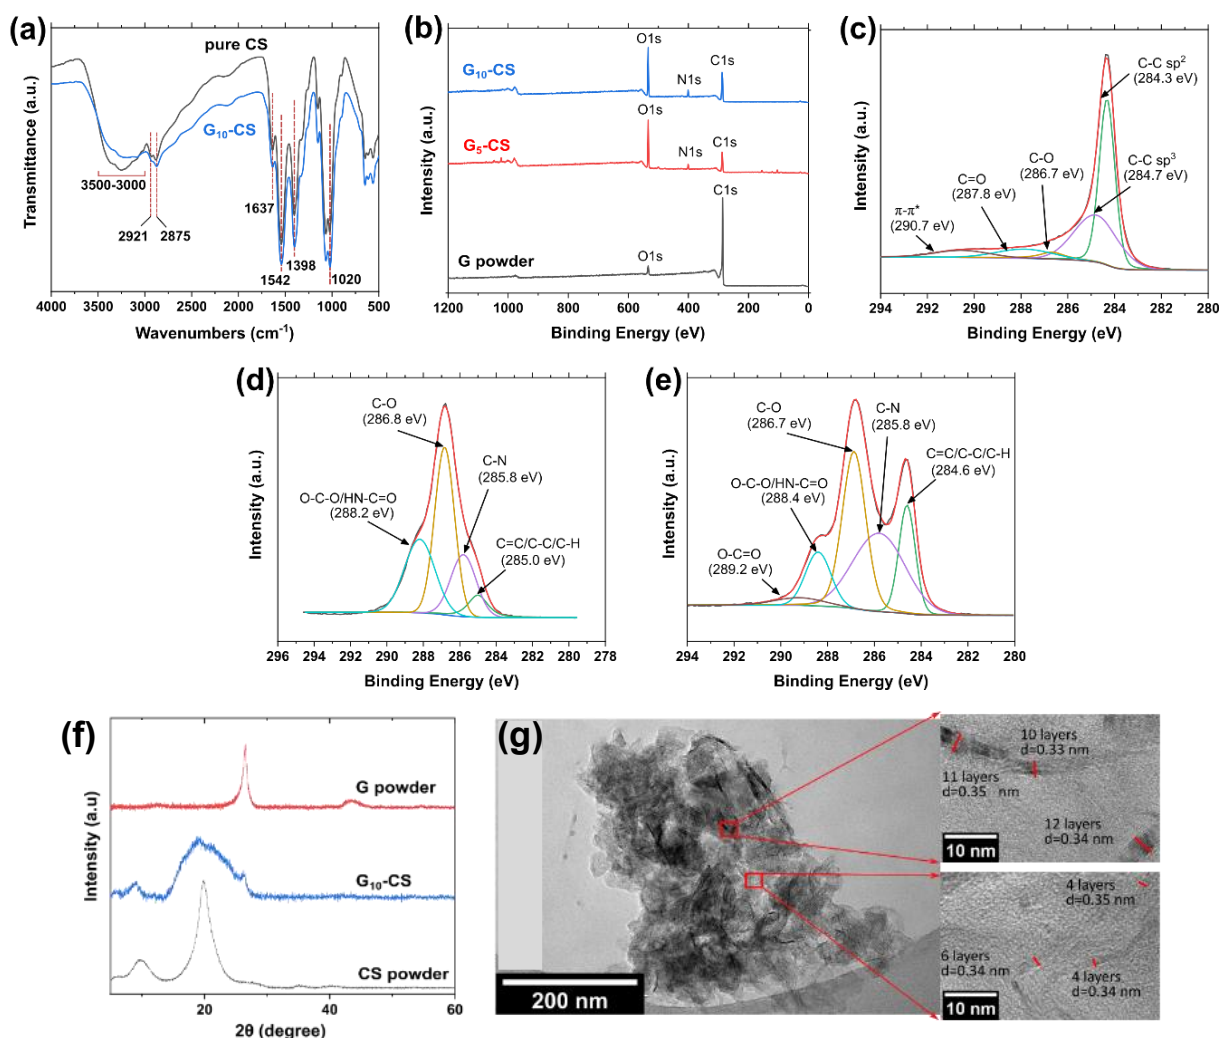 (a)
pure CS
G₁₀-CS
3500-3000
2921
2875
1637
1542
1398
1020
4000 3500 3000 2500 2000 1500 1000 500
Wavenumbers (cm⁻¹)
Transmittance (a.u.)
(b)
O1s
G₁₀-CS
N1s
C1s
O1s
G₅-CS
N1s
C1s
C1s
G powder
O1s
1200 1000 800 600 400 200 0
Binding Energy (eV)
Intensity (a.u.)
(c)
C-C sp²
(284.3 eV)
C-O
(286.7 eV)
C-C sp³
(284.7 eV)
C=O
(287.8 eV)
π-π*
(290.7 eV)
294 292 290 288 286 284 282 280
Binding Energy (eV)
Intensity (a.u.)
(d)
C-O
(286.8 eV)
C-N
(285.8 eV)
O-C-O/HN-C=O
(288.2 eV)
C=C/C-C/C-H
(285.0 eV)
296 294 292 290 288 286 284 282 280 278
Binding Energy (eV)
Intensity (a.u.)
(e)
C-O
(286.7 eV)
C-N
(285.8 eV)
C=C/C-C/C-H
(284.6 eV)
O-C-O/HN-C=O
(288.4 eV)
O-C=O
(289.2 eV)
294 292 290 288 286 284 282 280
Binding Energy (eV)
Intensity (a.u.)
(f)
G powder
G₁₀-CS
CS powder
20 40 60
2θ (degree)
Intensity (a.u)
(g)
200 nm
10 layers
d=0.33 nm
11 layers
d=0.35 nm
12 layers
d=0.34 nm
10 nm
4 layers
d=0.35 nm
6 layers
d=0.34 nm
4 layers
d=0.34 nm
10 nm